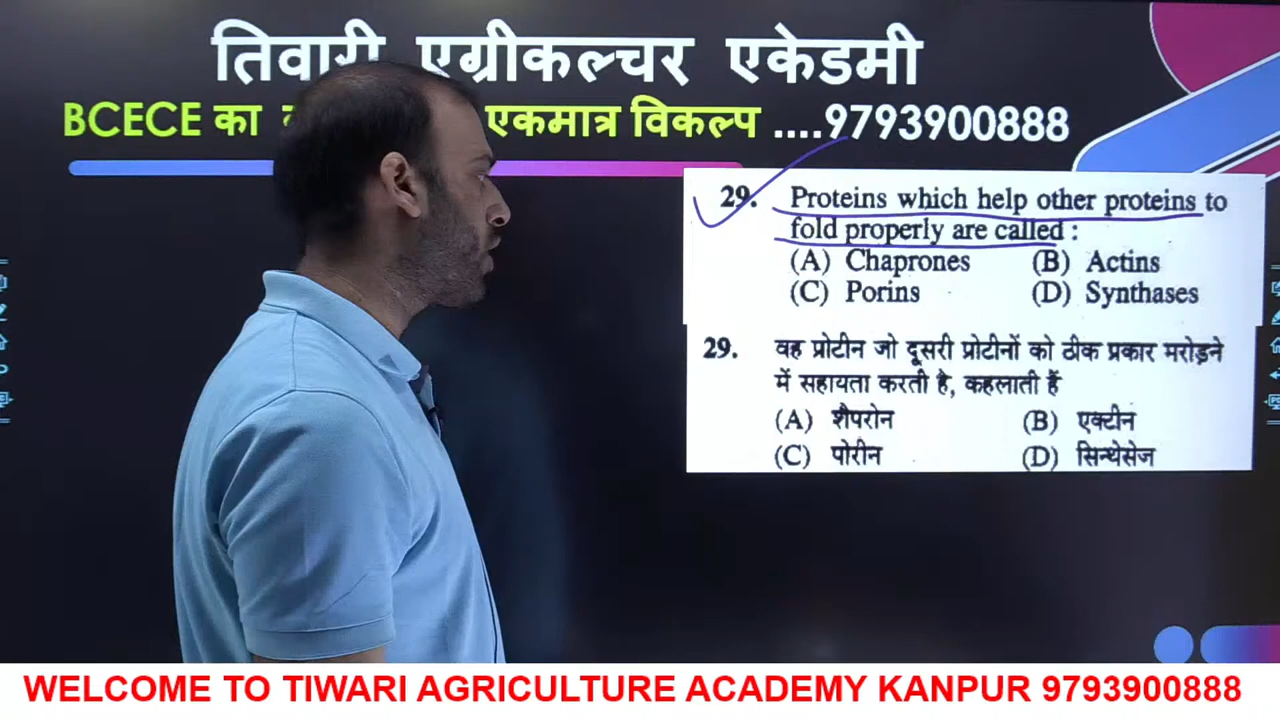 तिवारी एग्रीकल्चर एकेडमी
BCECE का एकमात्र विकल्प ....9793900888
29. Proteins which help other proteins to
fold properly are called :
(A) Chaprones (B) Actins
(C) Porins (D) Synthases
29. वह प्रोटीन जो दूसरी प्रोटीनों को ठीक प्रकार मरोड़ने
में सहायता करती है, कहलाती हैं
(A) शैपरोन (B) एक्टीन
(C) पोरीन (D) सिन्थेसेज
WELCOME TO TIWARI AGRICULTURE ACADEMY KANPUR 9793900888